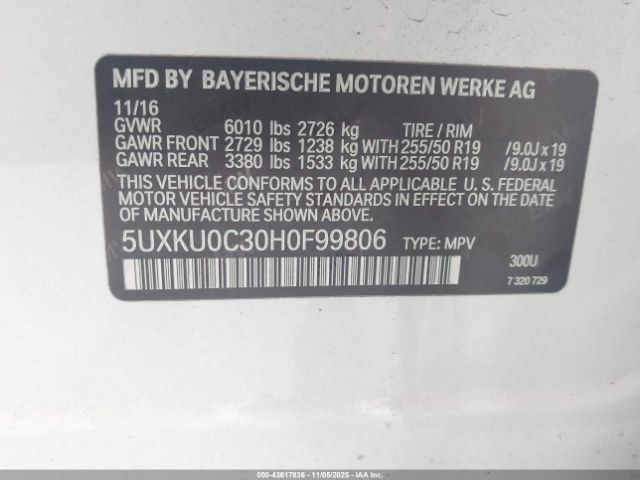 MFD BY BAYERISCHE MOTOREN WERKE AG
11/16
GVWR 6010 lbs 2726 kg TIRE / RIM
GAWR FRONT 2729 lbs 1238 kg WITH 255/50 R19 /9.0J x 19
GAWR REAR 3380 lbs 1533 kg WITH 255/50 R19 /9.0J x 19
THIS VEHICLE CONFORMS TO ALL APPLICABLE U. S. FEDERAL
MOTOR VEHICLE SAFETY STANDARDS IN EFFECT ON THE
DATE OF MANUFACTURE SHOWN ABOVE.
5UXKU0C30H0F99806 TYPE: MPV
300U
7 320 729
000-43617836 - 11/05/2025 - IAAI.COM